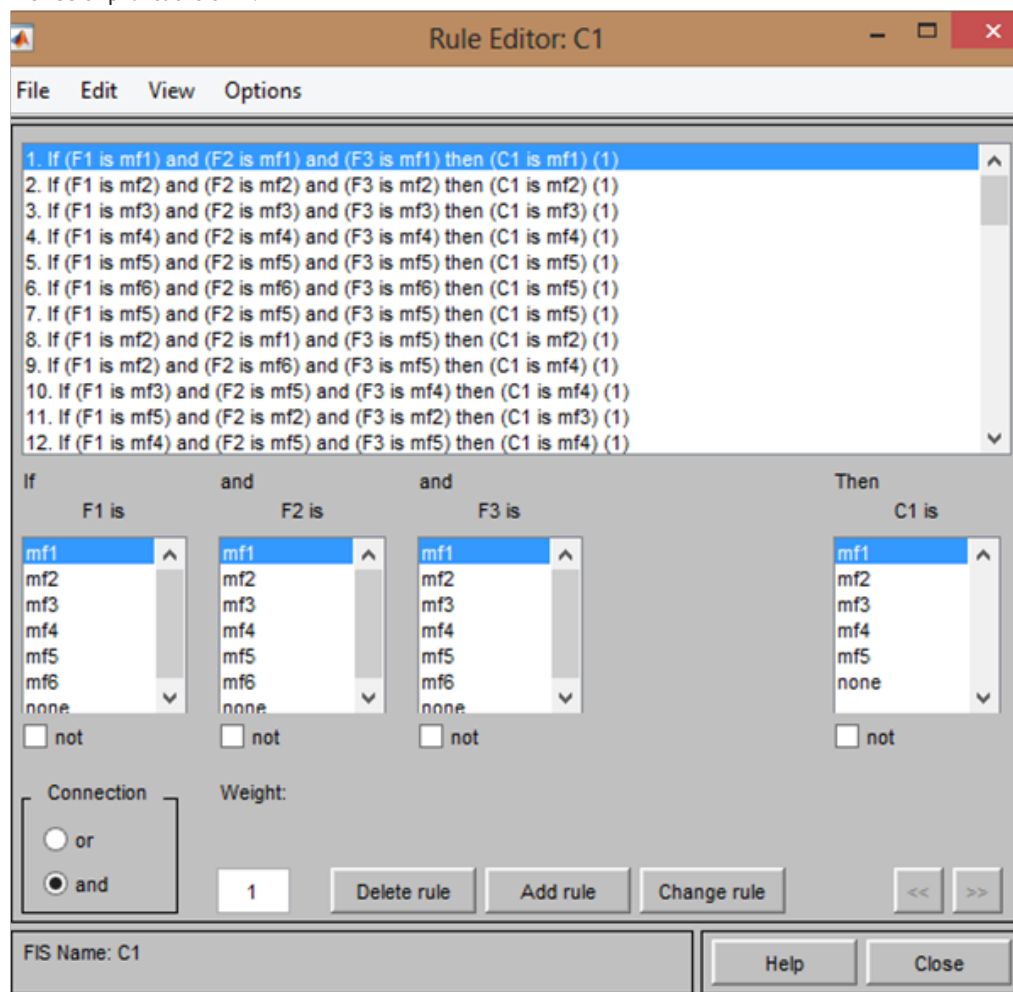 Rule Editor: C1
File Edit View Options
1. If (F1 is mf1) and (F2 is mf1) and (F3 is mf1) then (C1 is mf1) (1)
2. If (F1 is mf2) and (F2 is mf2) and (F3 is mf2) then (C1 is mf2) (1)
3. If (F1 is mf3) and (F2 is mf3) and (F3 is mf3) then (C1 is mf3) (1)
4. If (F1 is mf4) and (F2 is mf4) and (F3 is mf4) then (C1 is mf4) (1)
5. If (F1 is mf5) and (F2 is mf5) and (F3 is mf5) then (C1 is mf5) (1)
6. If (F1 is mf6) and (F2 is mf6) and (F3 is mf6) then (C1 is mf5) (1)
7. If (F1 is mf5) and (F2 is mf5) and (F3 is mf5) then (C1 is mf5) (1)
8. If (F1 is mf2) and (F2 is mf1) and (F3 is mf5) then (C1 is mf2) (1)
9. If (F1 is mf2) and (F2 is mf6) and (F3 is mf5) then (C1 is mf4) (1)
10. If (F1 is mf3) and (F2 is mf5) and (F3 is mf4) then (C1 is mf4) (1)
11. If (F1 is mf5) and (F2 is mf2) and (F3 is mf2) then (C1 is mf3) (1)
12. If (F1 is mf4) and (F2 is mf5) and (F3 is mf5) then (C1 is mf4) (1)
If and and Then
F1 is F2 is F3 is C1 is
mf1 mf1 mf1 mf1
mf2 mf2 mf2 mf2
mf3 mf3 mf3 mf3
mf4 mf4 mf4 mf4
mf5 mf5 mf5 mf5
mf6 mf6 mf6 none
none none none
not not not not
Connection Weight:
or
and 1 Delete rule Add rule Change rule << >>
FIS Name: C1 Help Close